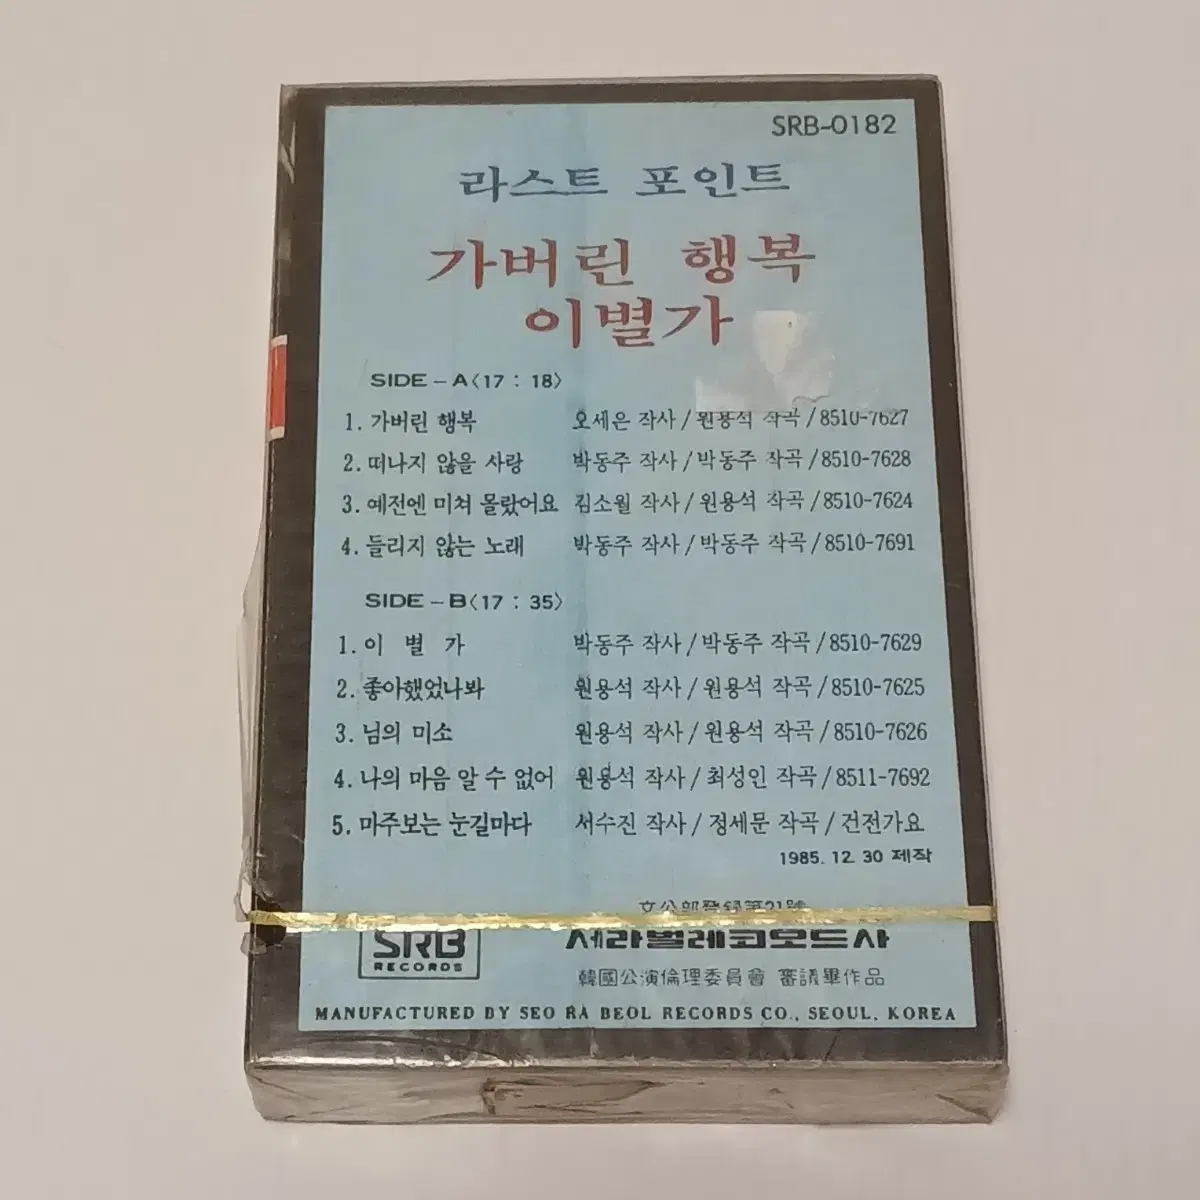 SRB-0182
라스트 포인트
가버린 행복
이별가
SIDE-A〈17 : 18〉
1. 가버린 행복 오세은 작사/원용석 작곡/8510-7627
2. 떠나지 않을 사랑 박동주 작사/박동주 작곡/8510-7628
3. 예전엔 미쳐 몰랐어요 김소월 작사/원용석 작곡/8510-7624
4. 들리지 않는 노래 박동주 작사/박동주 작곡/8510-7691
SIDE-B〈17 : 35〉
1. 이 별 가 박동주 작사/박동주 작곡/8510-7629
2. 좋아했었나봐 원용석 작사/원용석 작곡/8510-7625
3. 님의 미소 원용석 작사/원용석 작곡/8510-7626
4. 나의 마음 알 수 없어 원용석 작사/최성인 작곡/8511-7692
5. 마주보는 눈길마다 서수진 작사/정세문 작곡/건전가요
1985. 12. 30 제작
文公部登録第21號
SRB
RECORDS
서라벌레코오드사
韓國公演倫理委員會 審議畢作品
MANUFACTURED BY SEO RA BEOL RECORDS CO., SEOUL, KOREA